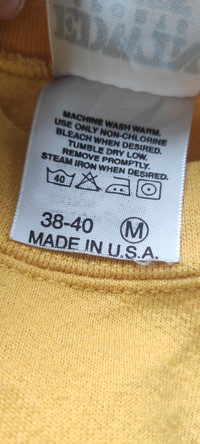 MACHINE WASH WARM.
USE ONLY NON-CHLORINE
BLEACH WHEN DESIRED.
TUMBLE DRY LOW.
REMOVE PROMPTLY.
STEAM IRON WHEN DESIRED.
40
38-40 M
MADE IN U.S.A.